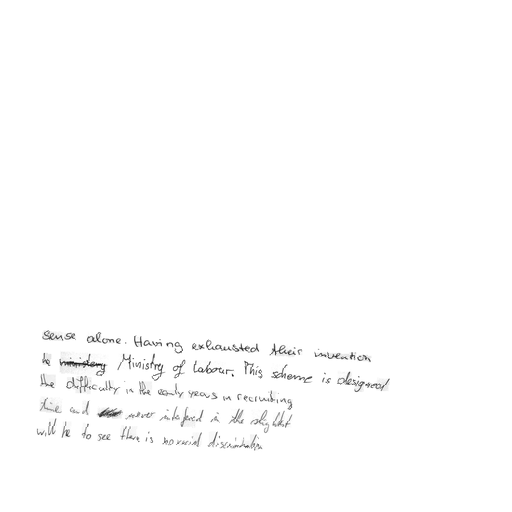 sense alone. Having exhausted their invention
to Ministry of Labour. This scheme is designed
the difficulty in the early years in recruiting
time and never interfered in the slightest
will be to see there is no racial discrimination